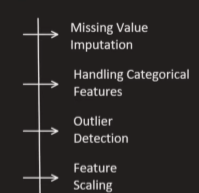 Missing Value
Imputation
Handling Categorical
Features
Outlier
Detection
Feature
Scaling